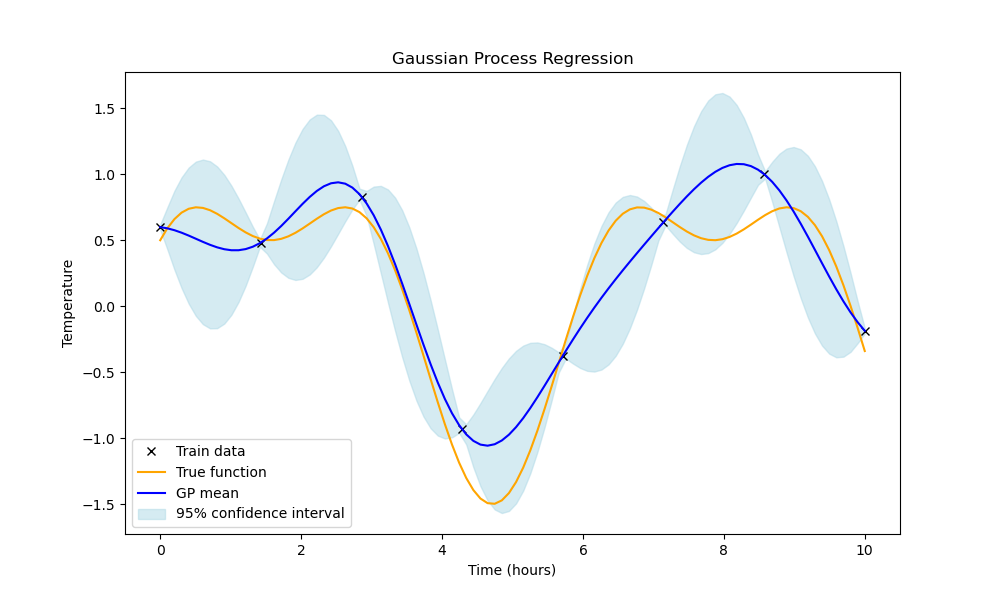 Gaussian Process Regression
1.5
1.0
0.5
0.0
−0.5
−1.0
−1.5
Temperature
Train data
True function
GP mean
95% confidence interval
0 2 4 6 8 10
Time (hours)